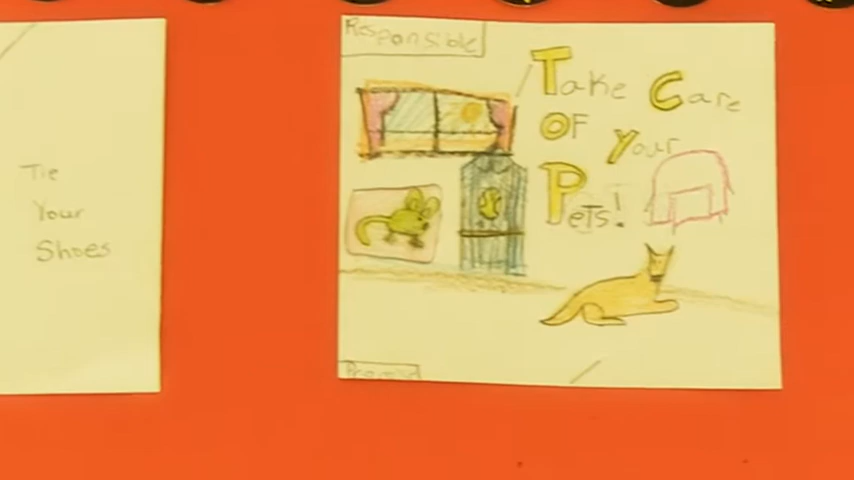 Tie
Your
Shoes
Responsible
Take Care
OF Your
Pets!